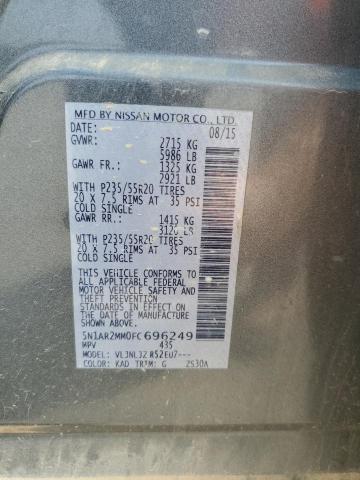 MFD BY NISSAN MOTOR CO., LTD.
DATE: 08/15
GVWR: 2715 KG
5986 LB
GAWR FR.: 1325 KG
2921 LB
WITH P235/55R20 TIRES
20 X 7.5 RIMS AT 35 PSI
COLD SINGLE
GAWR RR.: 1415 KG
3120 LB
WITH P235/55R20 TIRES
20 X 7.5 RIMS AT 35 PSI
COLD SINGLE
THIS VEHICLE CONFORMS TO
ALL APPLICABLE FEDERAL
MOTOR VEHICLE SAFETY
STANDARDS IN EFFECT ON
THE DATE OF MANUFACTURE
SHOWN ABOVE.
5N1AR2MM0FC696249
MPV 435
MODEL: VLJNLJZ R52EU7---
COLOR: KAD TRIM: G 2S30A